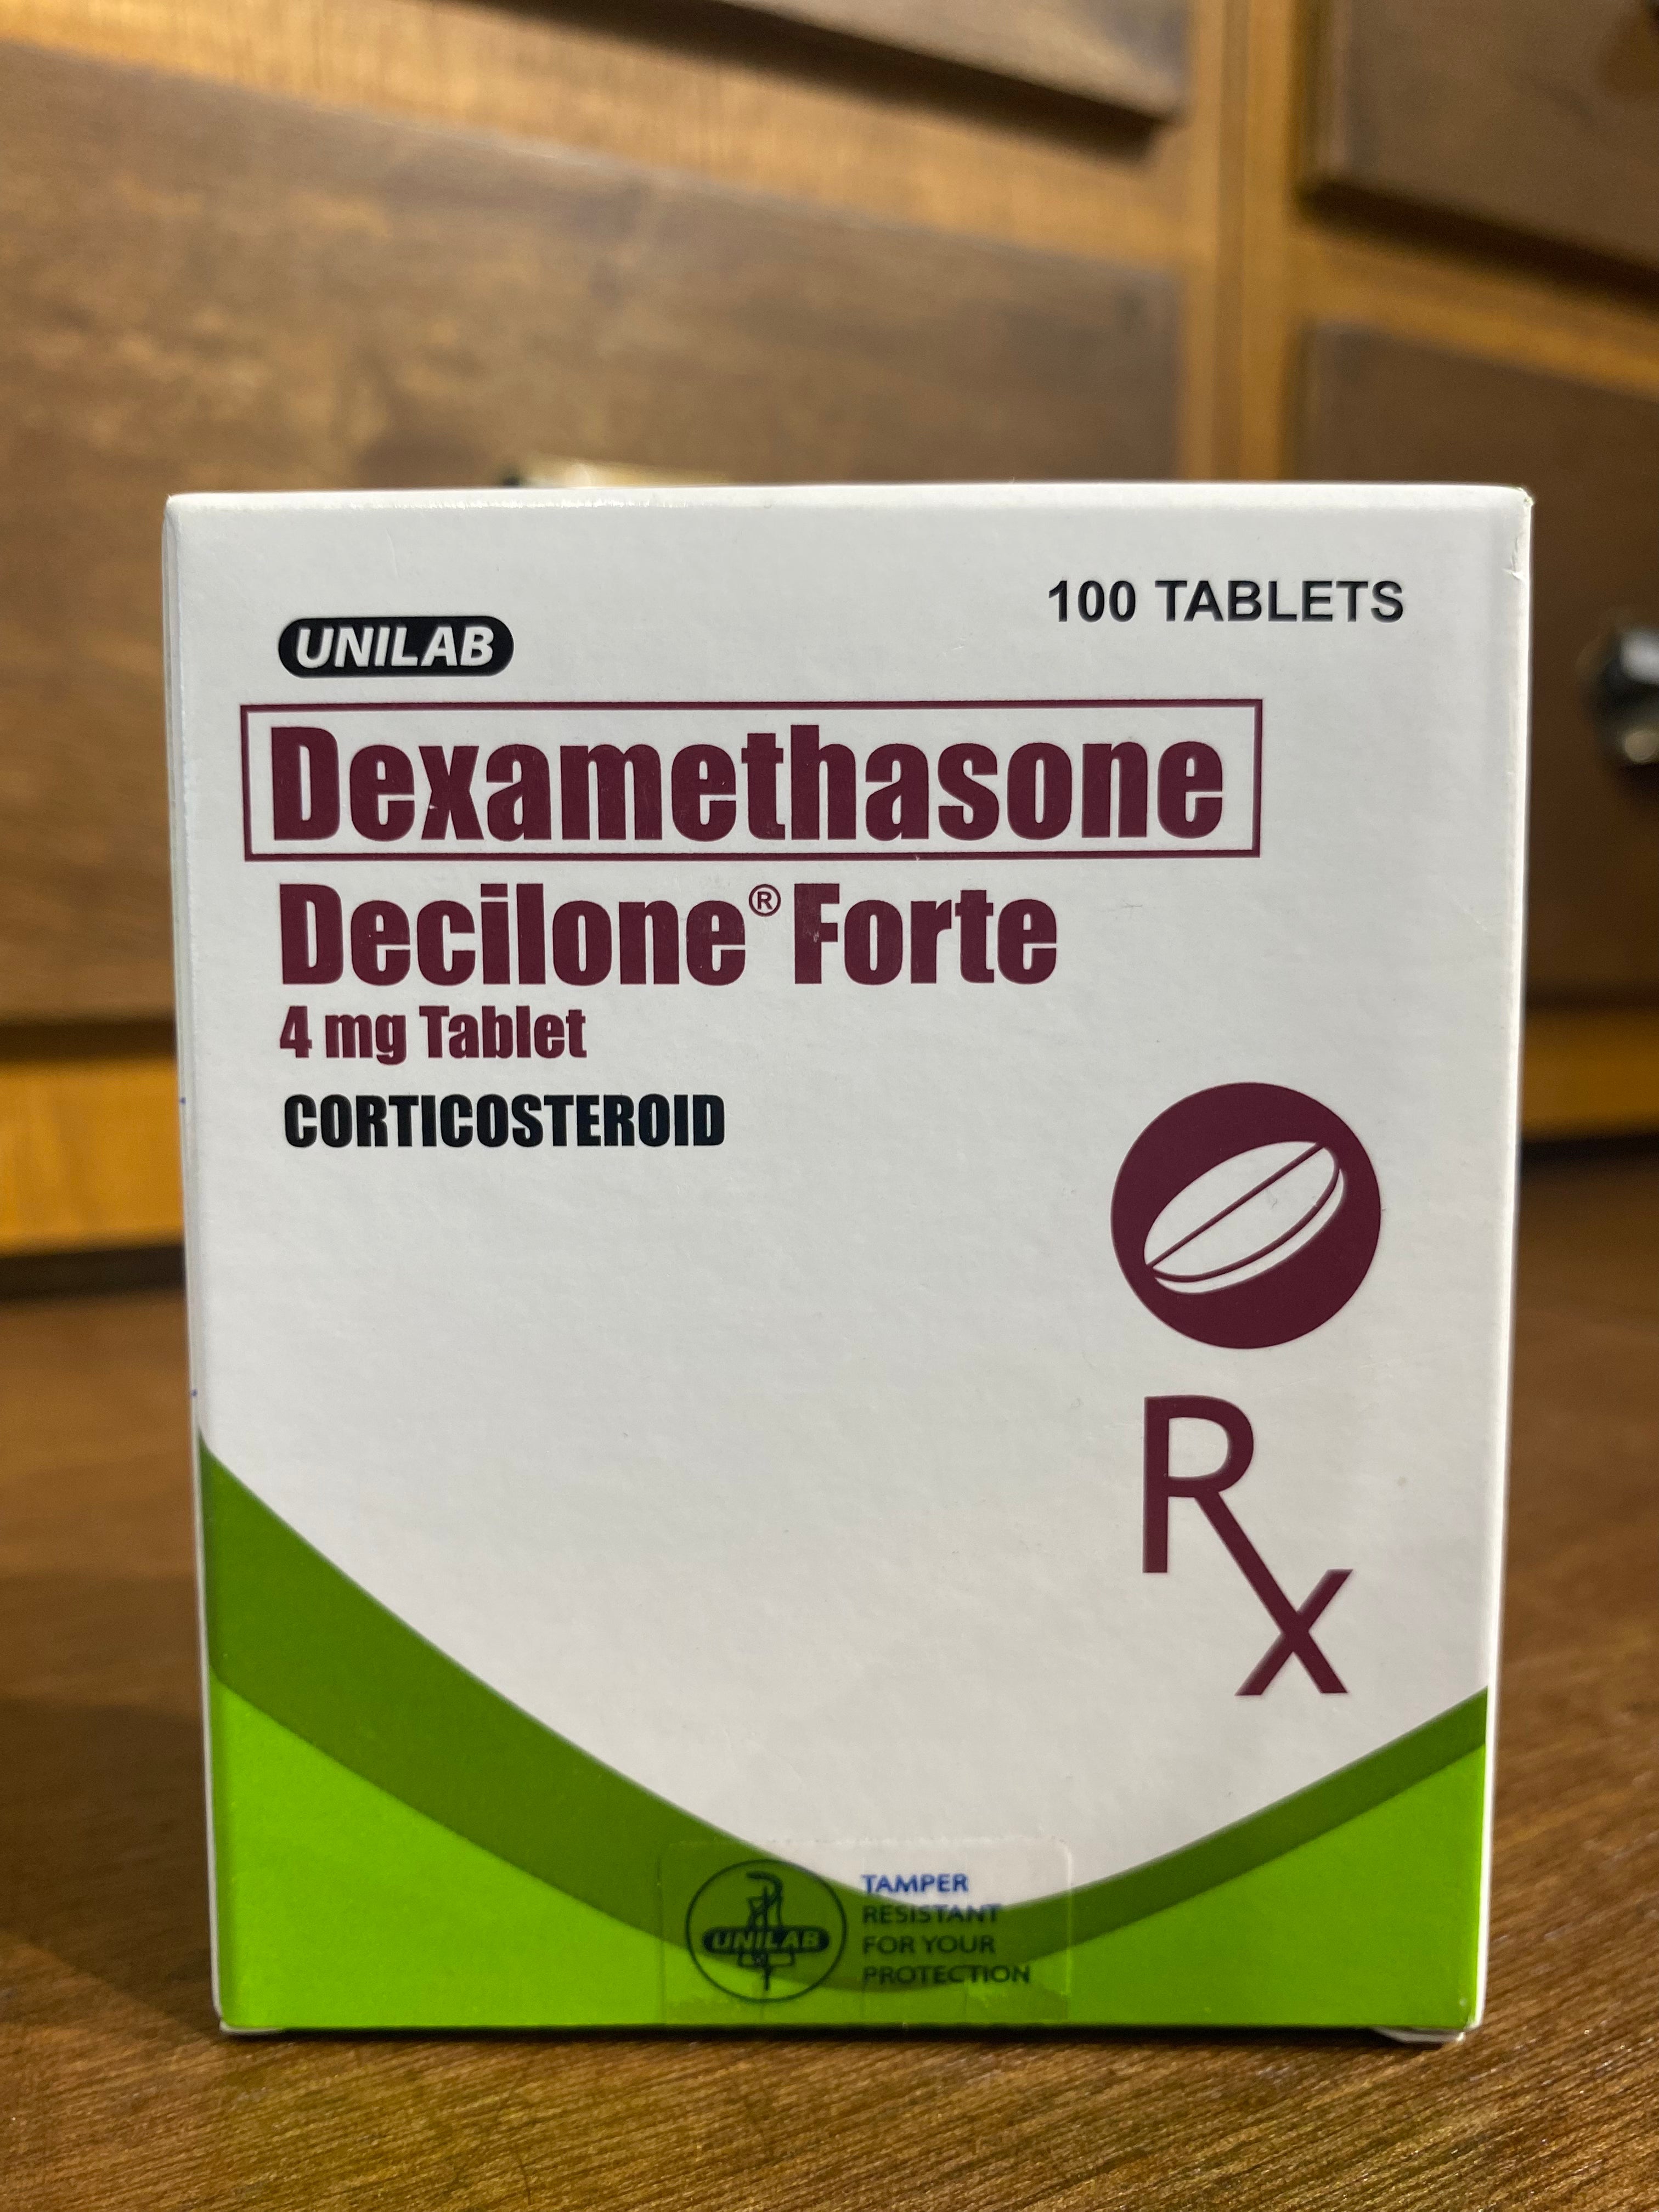 100 TABLETS
UNILAB
Dexamethasone
Decilone® Forte
4 mg Tablet
CORTICOSTEROID
Rx
UNILAB
TAMPER
RESISTANT
FOR YOUR
PROTECTION